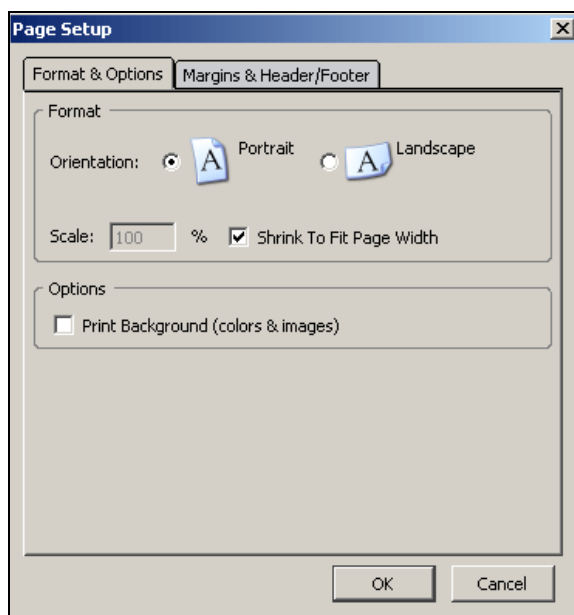 Page Setup
Format & Options Margins & Header/Footer
Format
Orientation: A Portrait A Landscape
Scale: 100 % Shrink To Fit Page Width
Options
Print Background (colors & images)
OK Cancel